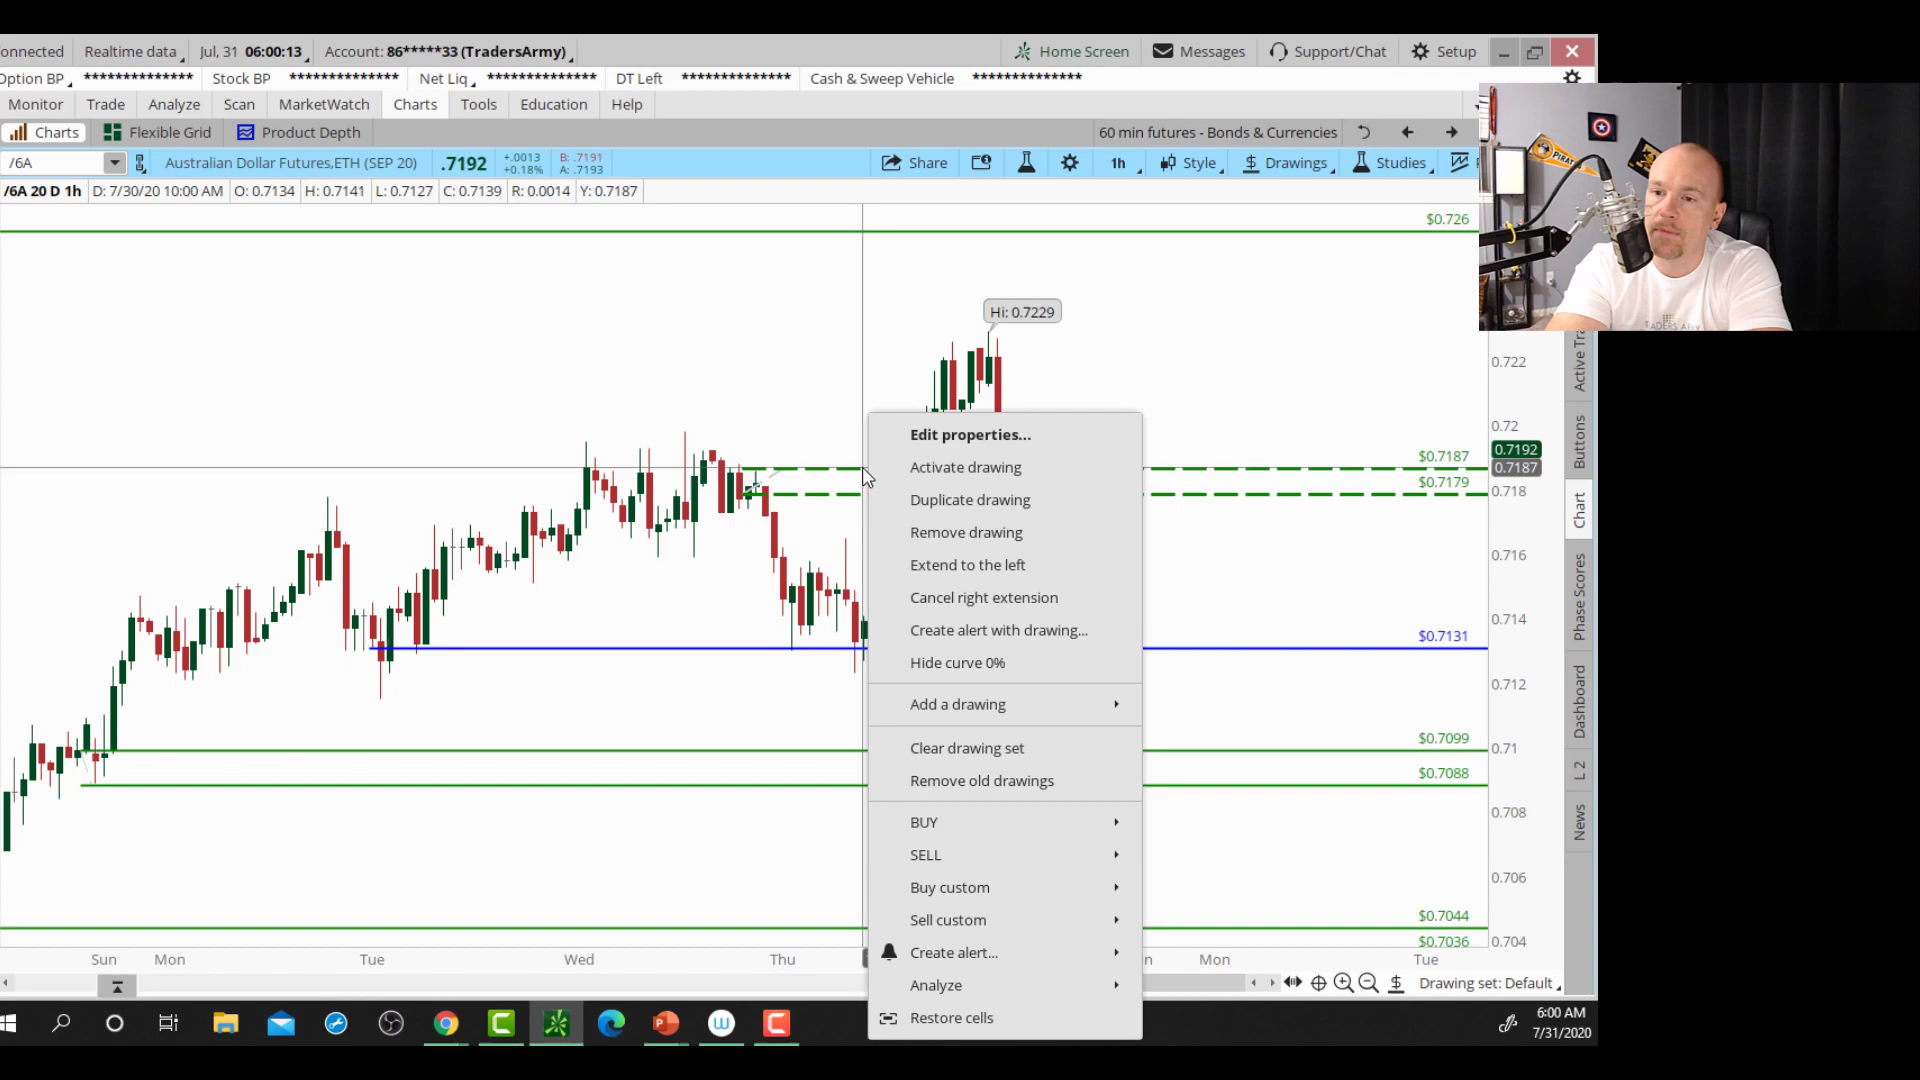 onnected Realtime data Jul, 31 06:00:13 Account: 86*****33 (TradersArmy) Home Screen Messages Support/Chat Setup
Option BP ************** Stock BP ************** Net Liq ************** DT Left ************** Cash & Sweep Vehicle **************
Monitor Trade Analyze Scan MarketWatch Charts Tools Education Help
Charts Flexible Grid Product Depth 60 min futures - Bonds & Currencies
/6A Australian Dollar Futures,ETH (SEP 20) .7192 +.0013 +0.18% B: .7191 A: .7193 Share 1h Style $ Drawings Studies
/6A 20 D 1h D: 7/30/20 10:00 AM O: 0.7134 H: 0.7141 L: 0.7127 C: 0.7139 R: 0.0014 Y: 0.7187
$0.726
Hi: 0.7229
0.722
0.72
0.7192
$0.7187
0.7187
$0.7179
0.718
0.716
0.714
$0.7131
0.712
$0.7099
0.71
$0.7088
0.708
0.706
$0.7044
$0.7036
0.704
Edit properties...
Activate drawing
Duplicate drawing
Remove drawing
Extend to the left
Cancel right extension
Create alert with drawing...
Hide curve 0%
Add a drawing
Clear drawing set
Remove old drawings
BUY
SELL
Buy custom
Sell custom
Create alert...
Analyze
Restore cells
Active Tra
Buttons
Chart
Phase Scores
Dashboard
L 2
News
Sun Mon Tue Wed Thu n Mon Tue
Drawing set: Default
6:00 AM
7/31/2020